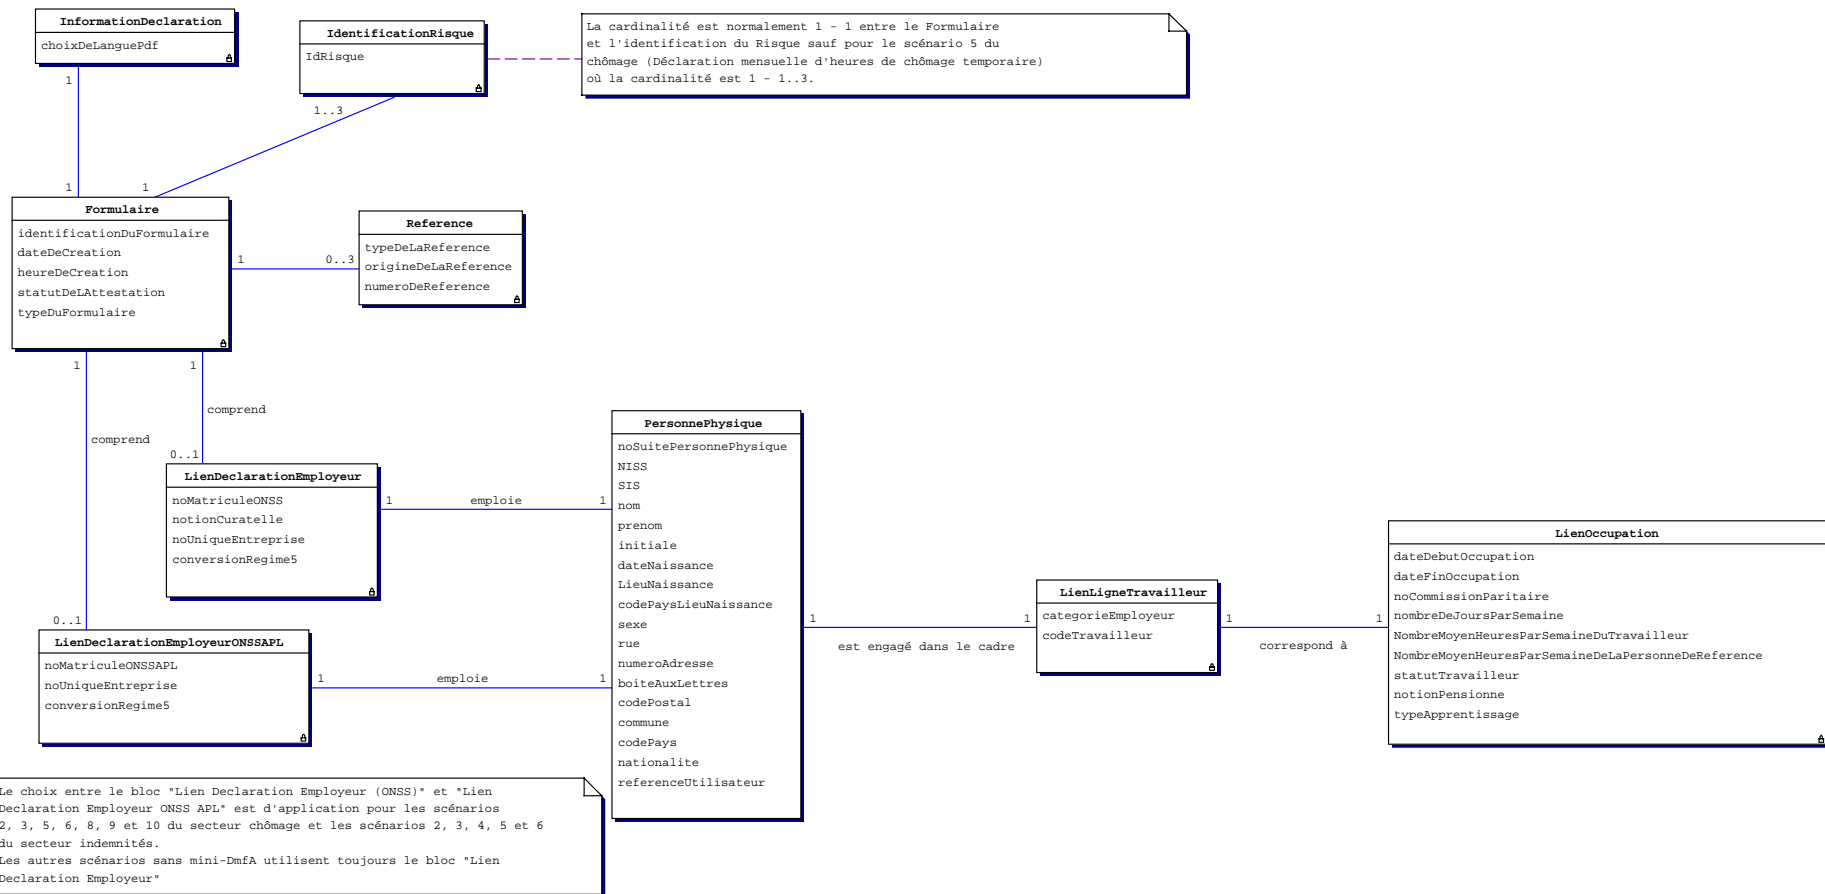 InformationDeclaration
choixDeLanguePdf
1
IdentificationRisque
IdRisque
1..3
La cardinalité est normalement 1 - 1 entre le Formulaire
et l'identification du Risque sauf pour le scénario 5 du
chômage (Déclaration mensuelle d'heures de chômage temporaire)
où la cardinalité est 1 - 1..3.
1
1
Formulaire
identificationDuFormulaire
dateDeCreation
heureDeCreation
statutDeLAttestation
typeDuFormulaire
1
0..3
Reference
typeDeLaReference
origineDeLaReference
numeroDeReference
1
1
comprend
comprend
0..1
LienDeclarationEmployeur
noMatriculeONSS
notionCuratelle
noUniqueEntreprise
conversionRegime5
1
emploie
1
0..1
LienDeclarationEmployeurONSSAPL
noMatriculeONSSAPL
noUniqueEntreprise
conversionRegime5
1
emploie
1
PersonnePhysique
noSuitePersonnePhysique
NISS
SIS
nom
prenom
initiale
dateNaissance
LieuNaissance
codePaysLieuNaissance
sexe
rue
numeroAdresse
boiteAuxLettres
codePostal
commune
codePays
nationalite
referenceUtilisateur
1
est engagé dans le cadre
1
LienLigneTravailleur
categorieEmployeur
codeTravailleur
1
correspond à
1
LienOccupation
dateDebutOccupation
dateFinOccupation
noCommissionParitaire
nombreDeJoursParSemaine
NombreMoyenHeuresParSemaineDuTravailleur
NombreMoyenHeuresParSemaineDeLaPersonneDeReference
statutTravailleur
notionPensionne
typeApprentissage
Le choix entre le bloc "Lien Declaration Employeur (ONSS)" et "Lien
Declaration Employeur ONSS APL" est d'application pour les scénarios
2, 3, 5, 6, 8, 9 et 10 du secteur chômage et les scénarios 2, 3, 4, 5 et 6
du secteur indemnités.
Les autres scénarios sans mini-DmfA utilisent toujours le bloc "Lien
Declaration Employeur"